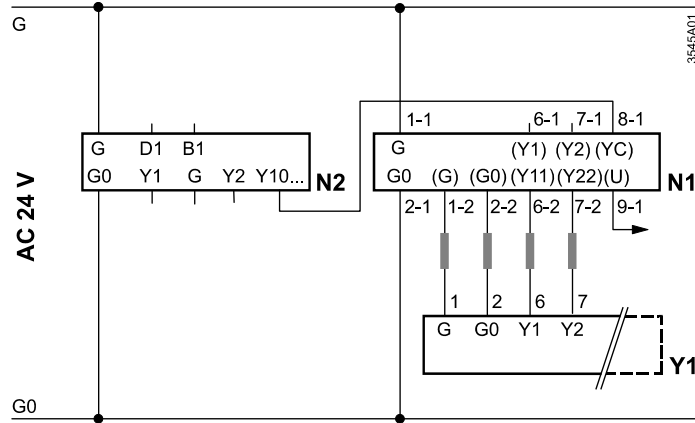 G
3545A01
1-1 6-1 7-1 8-1
G D1 B1
G (Y1) (Y2) (YC)
G0 Y1 G Y2 Y10... N2
G0 (G) (G0) (Y11) (Y22) (U) N1
2-1 1-2 2-2 6-2 7-2 9-1
AC 24 V
1 2 6 7
G G0 Y1 Y2
Y1
G0